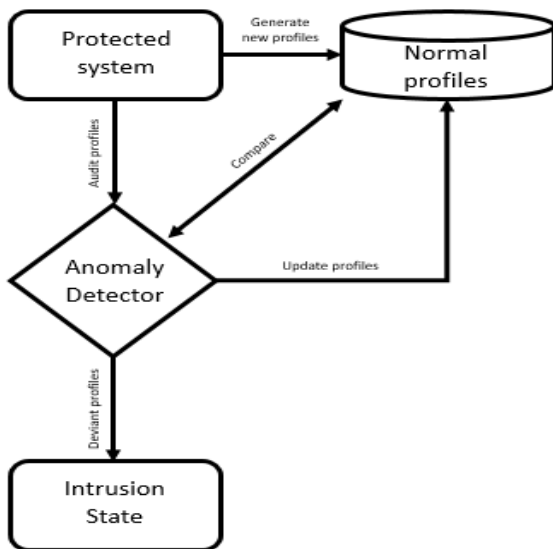 Protected
system
Generate
new profiles
Normal
profiles
Audit profiles
Compare
Anomaly
Detector
Update profiles
Deviant profiles
Intrusion
State